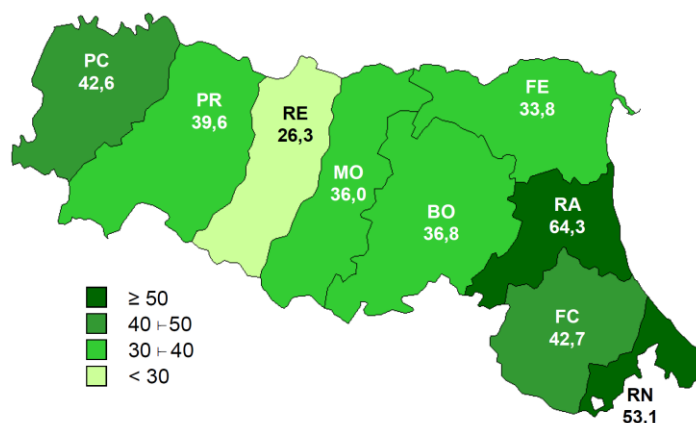 PC
42,6
PR
39,6
RE
26,3
MO
36,0
BO
36,8
FE
33,8
RA
64,3
FC
42,7
RN
53,1
≥ 50
40 ⊢50
30 ⊢40
< 30